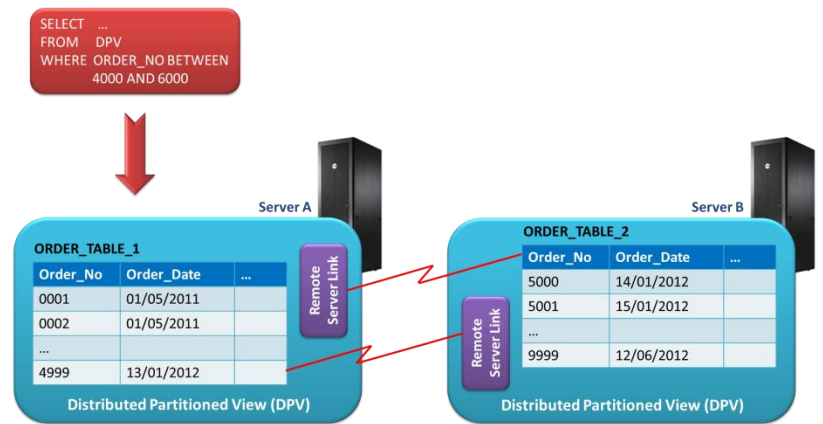 SELECT ...
FROM DPV
WHERE ORDER_NO BETWEEN
4000 AND 6000
Server A
ORDER_TABLE_1
Order_No Order_Date ...
0001 01/05/2011
0002 01/05/2011
...
4999 13/01/2012
Remote
Server Link
Distributed Partitioned View (DPV)
Server B
ORDER_TABLE_2
Order_No Order_Date ...
5000 14/01/2012
5001 15/01/2012
...
9999 12/06/2012
Remote
Server Link
Distributed Partitioned View (DPV)